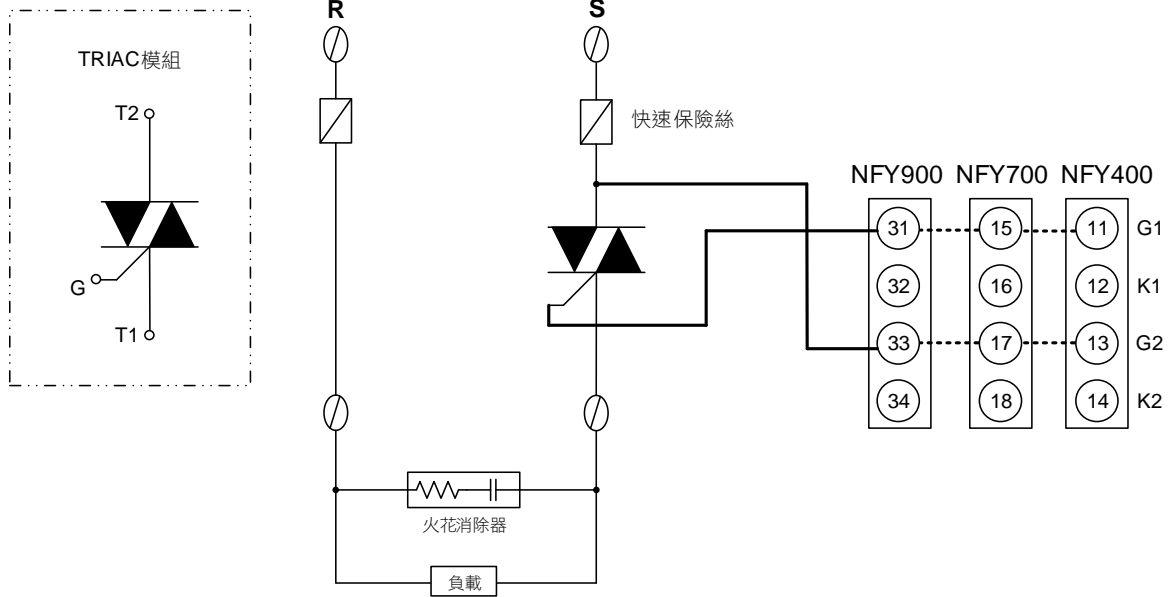 R
S
TRIAC模組
T2
G
T1
快速保險絲
NFY900 NFY700 NFY400
31 15 11 G1
32 16 12 K1
33 17 13 G2
34 18 14 K2
火花消除器
負載